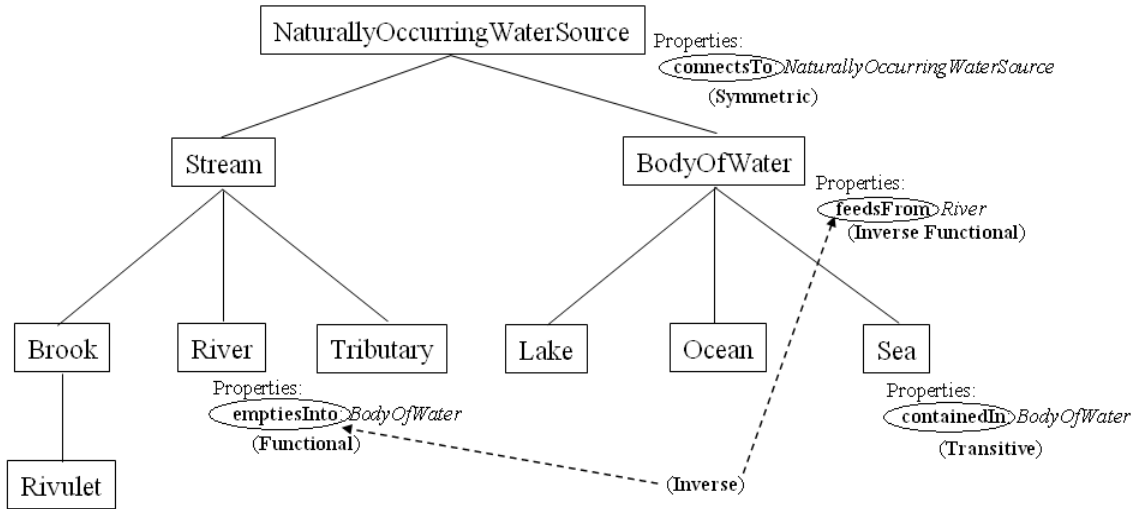 NaturallyOccurringWaterSource
Properties:
connectsTo NaturallyOccurringWaterSource
(Symmetric)
Stream
BodyOfWater
Properties:
feedsFrom River
(Inverse Functional)
Brook
River
Tributary
Lake
Ocean
Sea
Properties:
emptiesInto BodyOfWater
(Functional)
Properties:
containedIn BodyOfWater
(Transitive)
Rivulet
(Inverse)